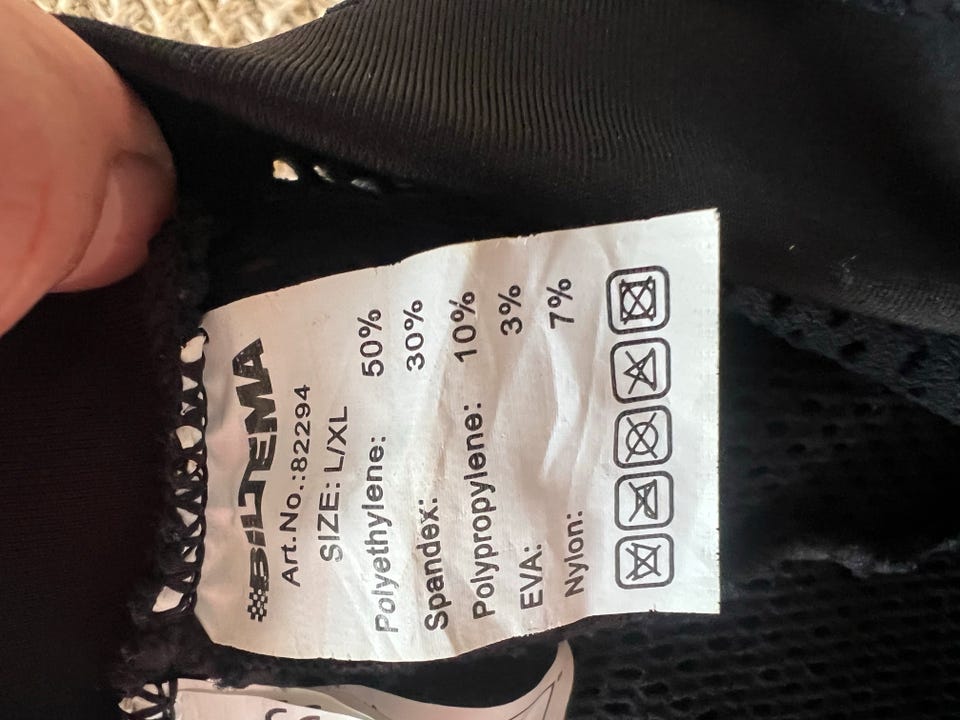 BILTEMA
Art.No.:82294
SIZE: L/XL
Polyethylene: 50%
Spandex: 30%
Polypropylene: 10%
EVA: 3%
Nylon: 7%